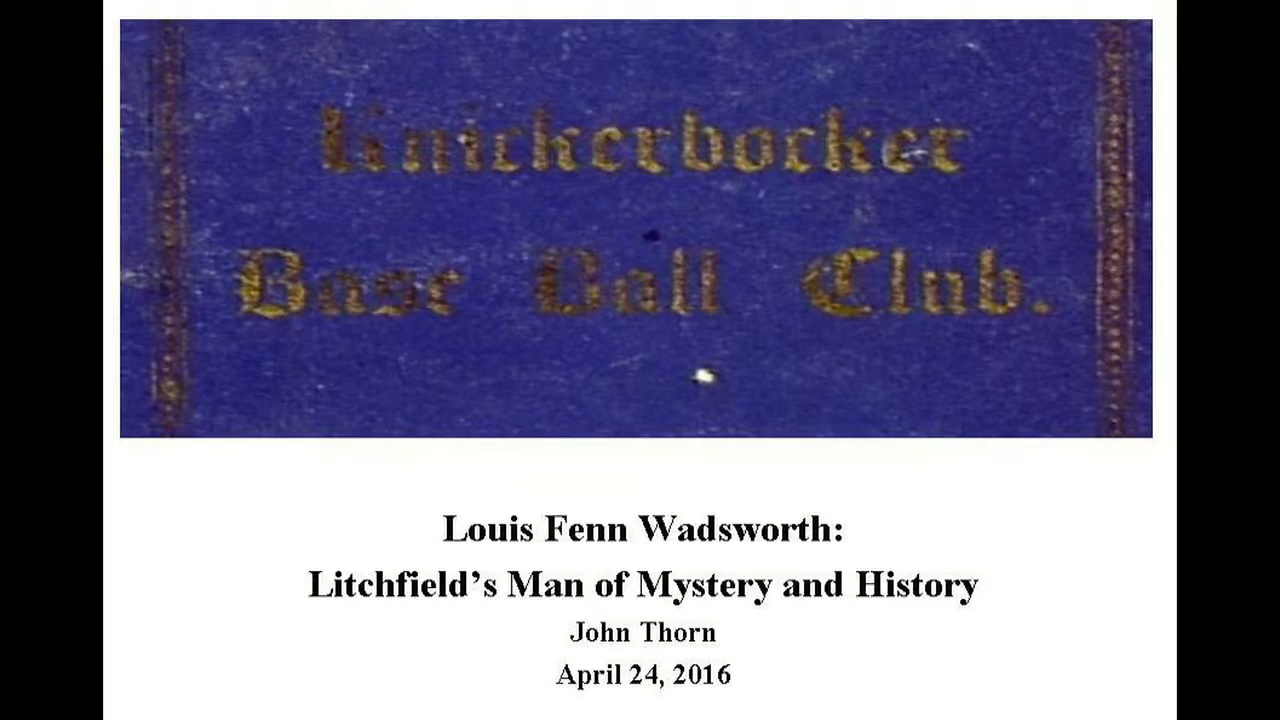 Knickerbocker
Base Ball Club.
Louis Fenn Wadsworth:
Litchfield’s Man of Mystery and History
John Thorn
April 24, 2016